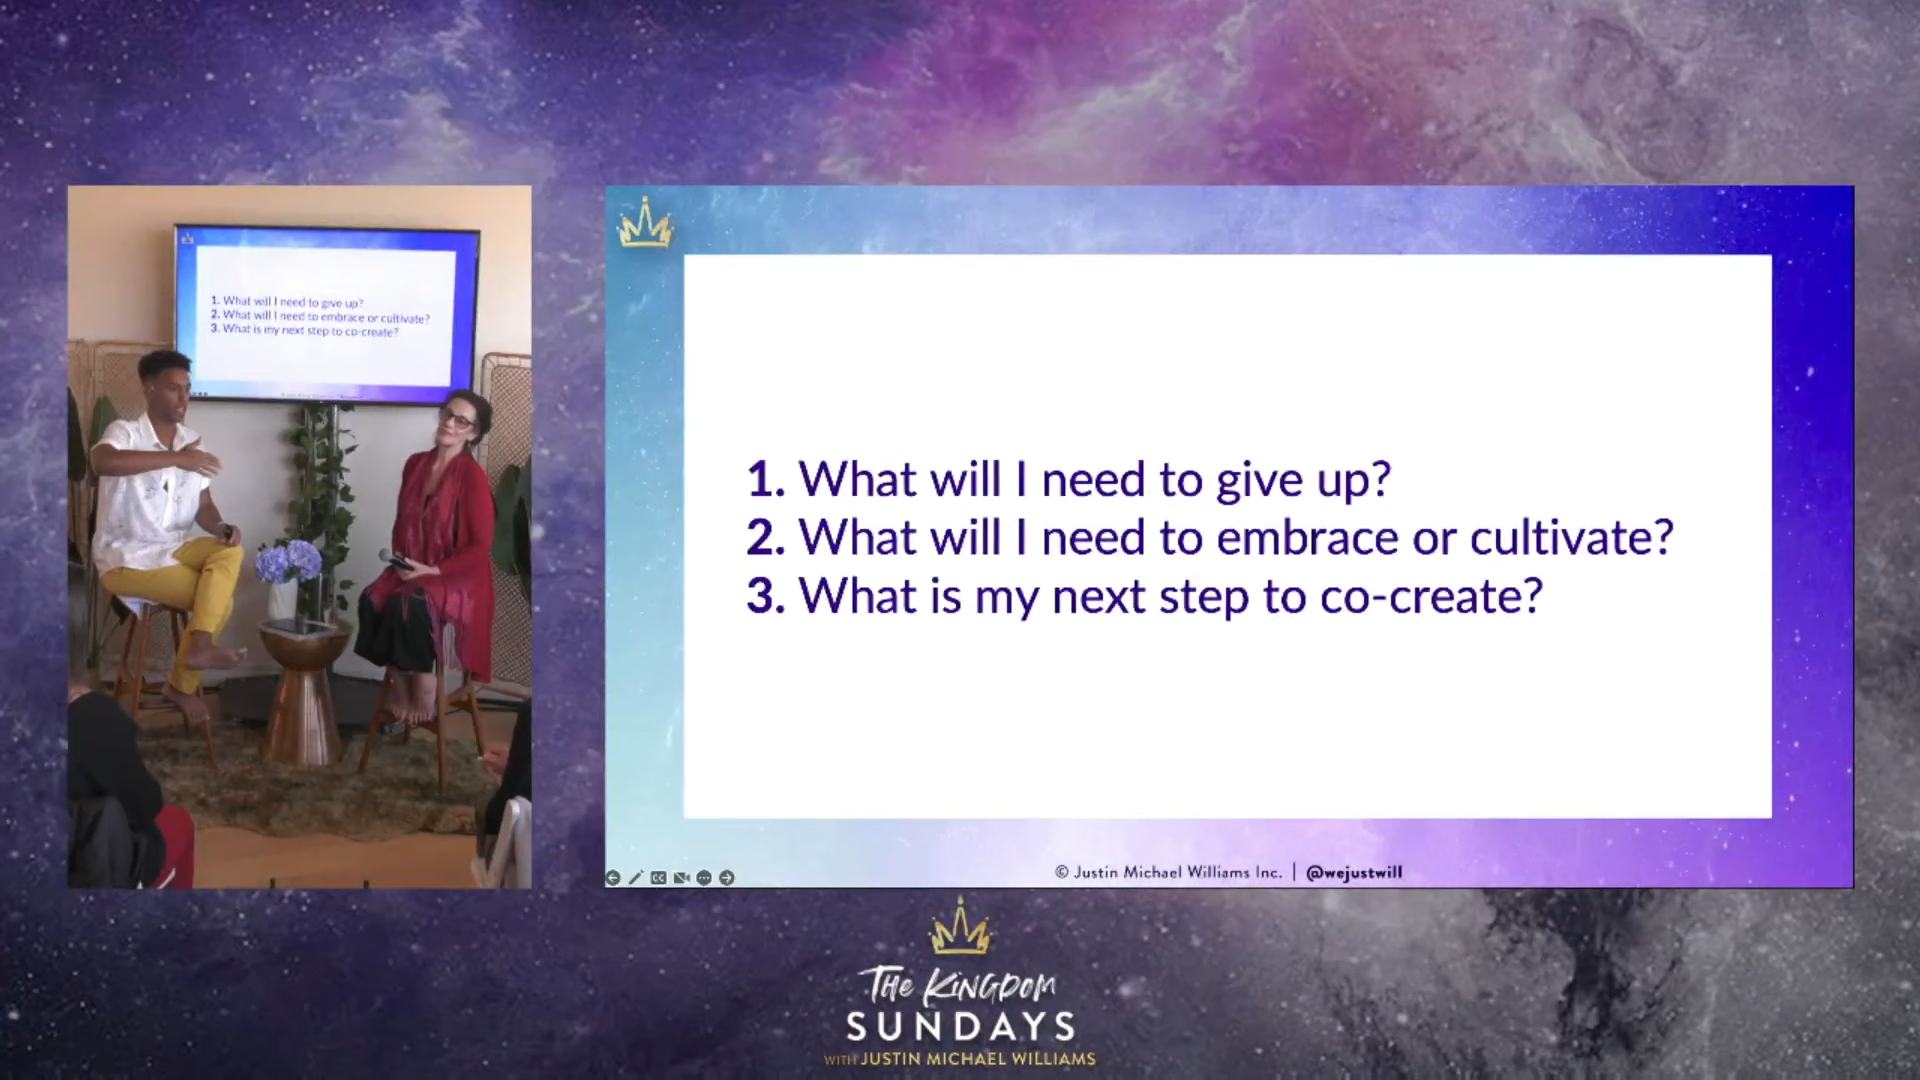 1. What will I need to give up?
2. What will I need to embrace or cultivate?
3. What is my next step to co-create?
1. What will I need to give up?
2. What will I need to embrace or cultivate?
3. What is my next step to co-create?
CC
© Justin Michael Williams Inc. | @wejustwill
THE KINGDOM
SUNDAYS
WITH JUSTIN MICHAEL WILLIAMS